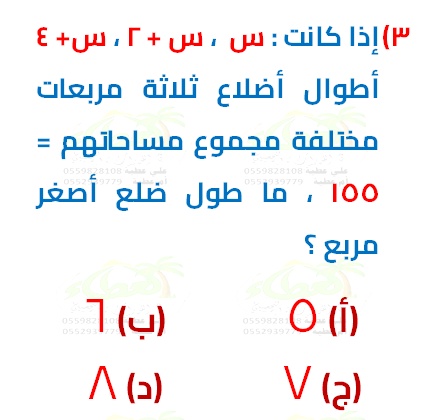 ٣) إذا كانت : س ، س + ٢ ، س+ ٤
أطوال أضلاع ثلاثة مربعات
مختلفة مجموع مساحاتهم =
١٥٥ ، ما طول ضلع أصغر
مربع ؟
(أ) ٥ (ب) ٦
(ج) ٧ (د) ٨